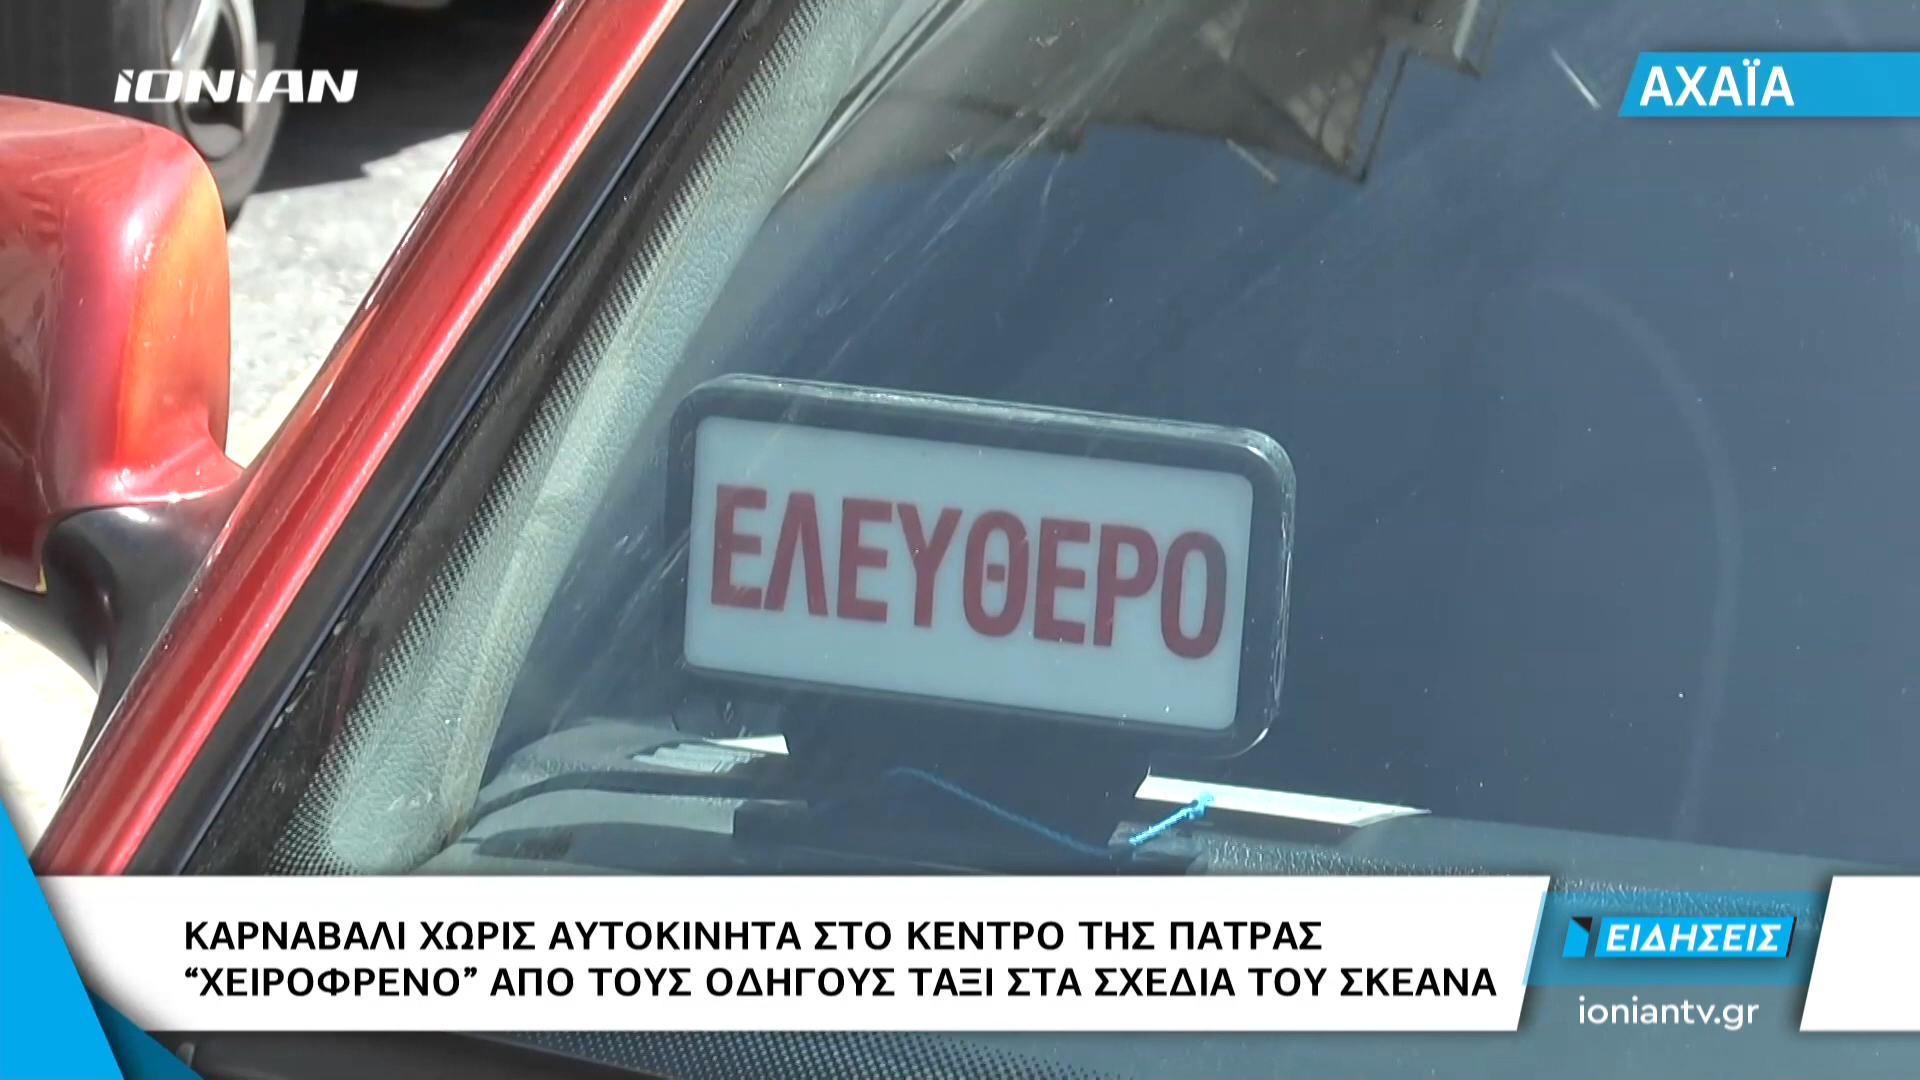 IONIAN
ΑΧΑΪΑ
ΕΛΕΥΘΕΡΟ
ΚΑΡΝΑΒΑΛΙ ΧΩΡΙΣ ΑΥΤΟΚΙΝΗΤΑ ΣΤΟ ΚΕΝΤΡΟ ΤΗΣ ΠΑΤΡΑΣ
“ΧΕΙΡΟΦΡΕΝΟ” ΑΠΟ ΤΟΥΣ ΟΔΗΓΟΥΣ ΤΑΞΙ ΣΤΑ ΣΧΕΔΙΑ ΤΟΥ ΣΚΕΑΝΑ
ΕΙΔΗΣΕΙΣ
ioniantv.gr